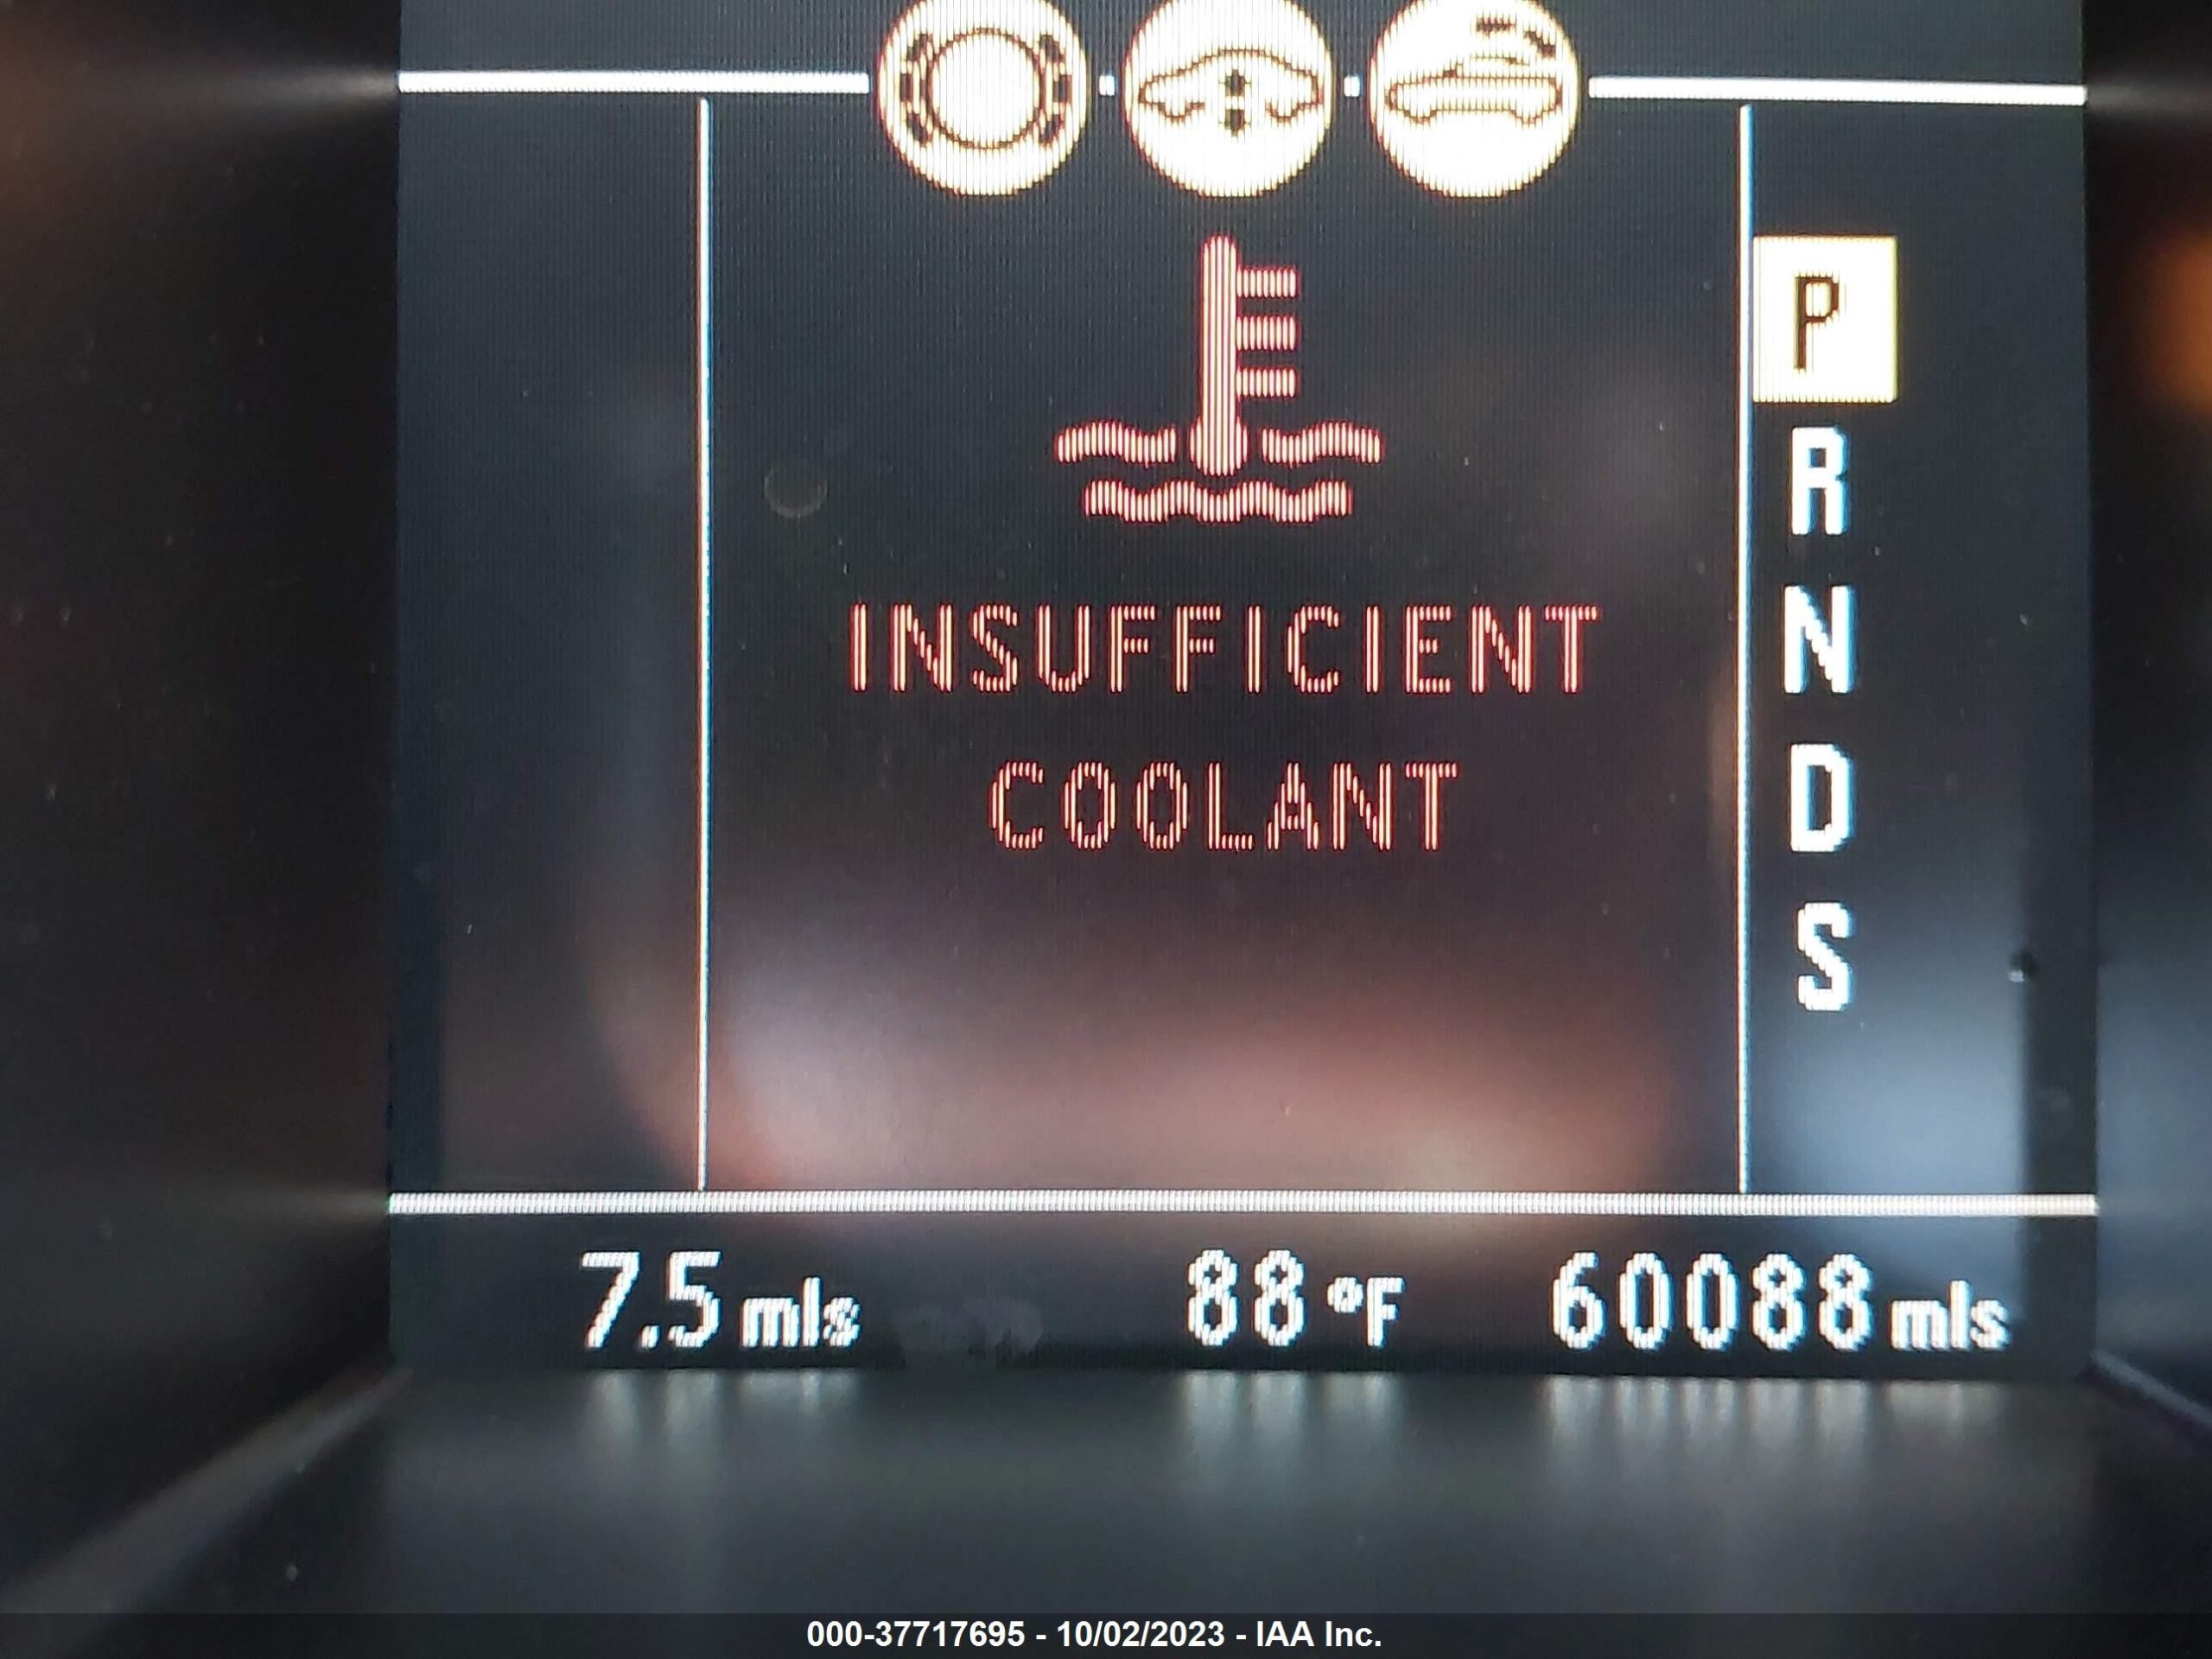 P
R
INSUFFICIENT
N
COOLANT
D
S
7.5 mls 88 °F 60088 mls
000-37717695 - 10/02/2023 - IAA Inc.